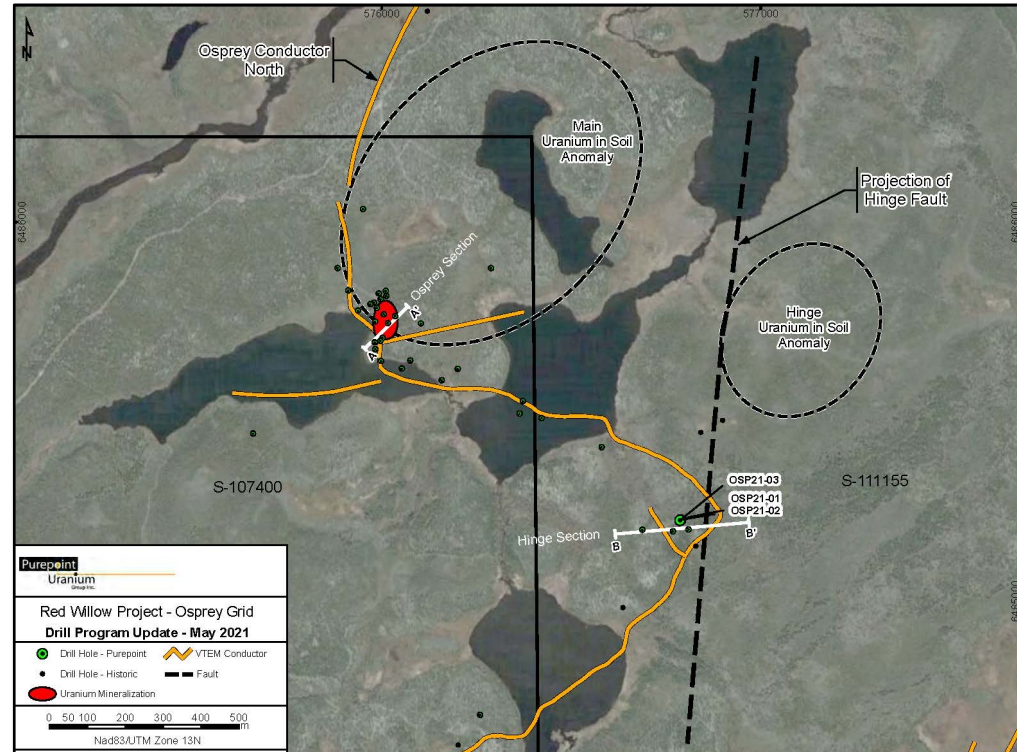 576000
577000
N
Osprey Conductor
North
Main
Uranium in Soil
Anomaly
Projection of
Hinge Fault
6486000
6486000
Osprey Section
A
A'
Hinge
Uranium in Soil
Anomaly
S-107400
S-111155
OSP21-03
OSP21-01
OSP21-02
Hinge Section
B
B'
6485000
Purepoint
Uranium
Group Inc.
Red Willow Project - Osprey Grid
Drill Program Update - May 2021
Drill Hole - Purepoint
VTEM Conductor
Drill Hole - Historic
Fault
Uranium Mineralization
0 50 100 200 300 400 500
m
Nad83/UTM Zone 13N